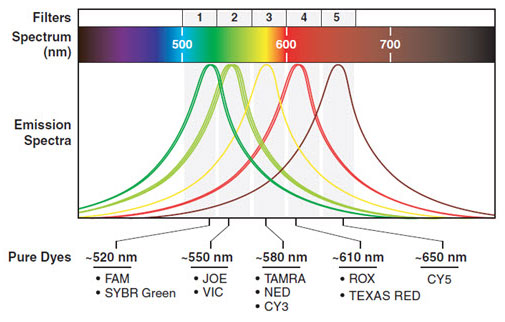 Filters 1 2 3 4 5
Spectrum (nm) 500 600 700
Emission Spectra
Pure Dyes ~520 nm ~550 nm ~580 nm ~610 nm ~650 nm
• FAM • JOE • TAMRA • ROX CY5
• SYBR Green • VIC • NED • TEXAS RED
• CY3